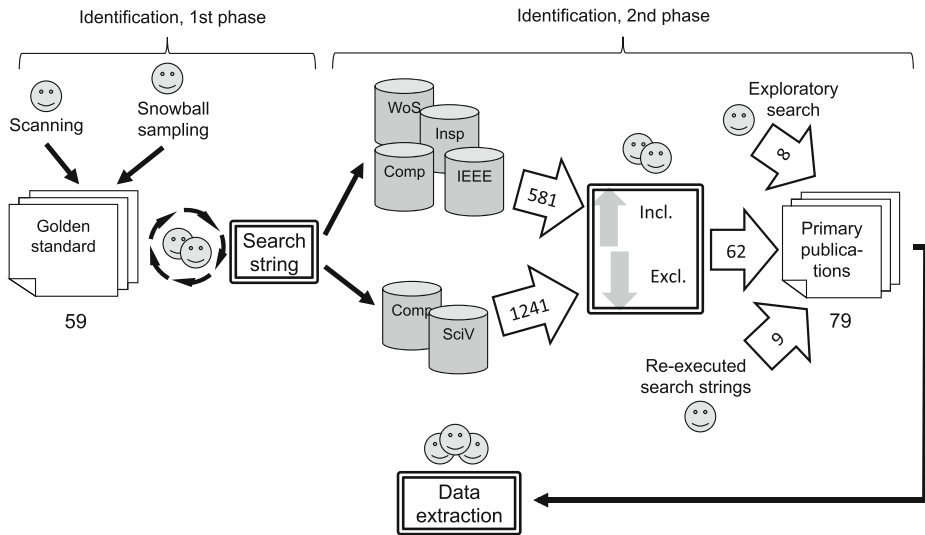 Identification, 1st phase
Identification, 2nd phase
Scanning
Snowball
sampling
Golden
standard
59
Search
string
WoS
Insp
Comp
IEEE
581
Comp
SciV
1241
Incl.
Excl.
Exploratory
search
8
62
9
Re-executed
search strings
Primary
publica-
tions
79
Data
extraction